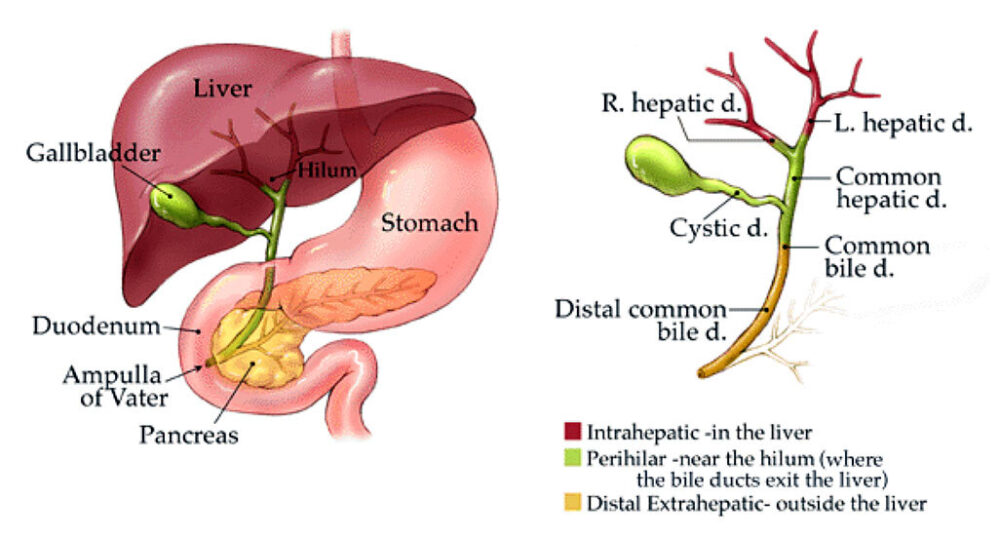 Liver
Gallbladder
Hilum
Stomach
Duodenum
Ampulla
of Vater
Pancreas
R. hepatic d.
L. hepatic d.
Common
hepatic d.
Cystic d.
Common
bile d.
Distal common
bile d.
Intrahepatic -in the liver
Perihilar -near the hilum (where
the bile ducts exit the liver)
Distal Extrahepatic- outside the liver